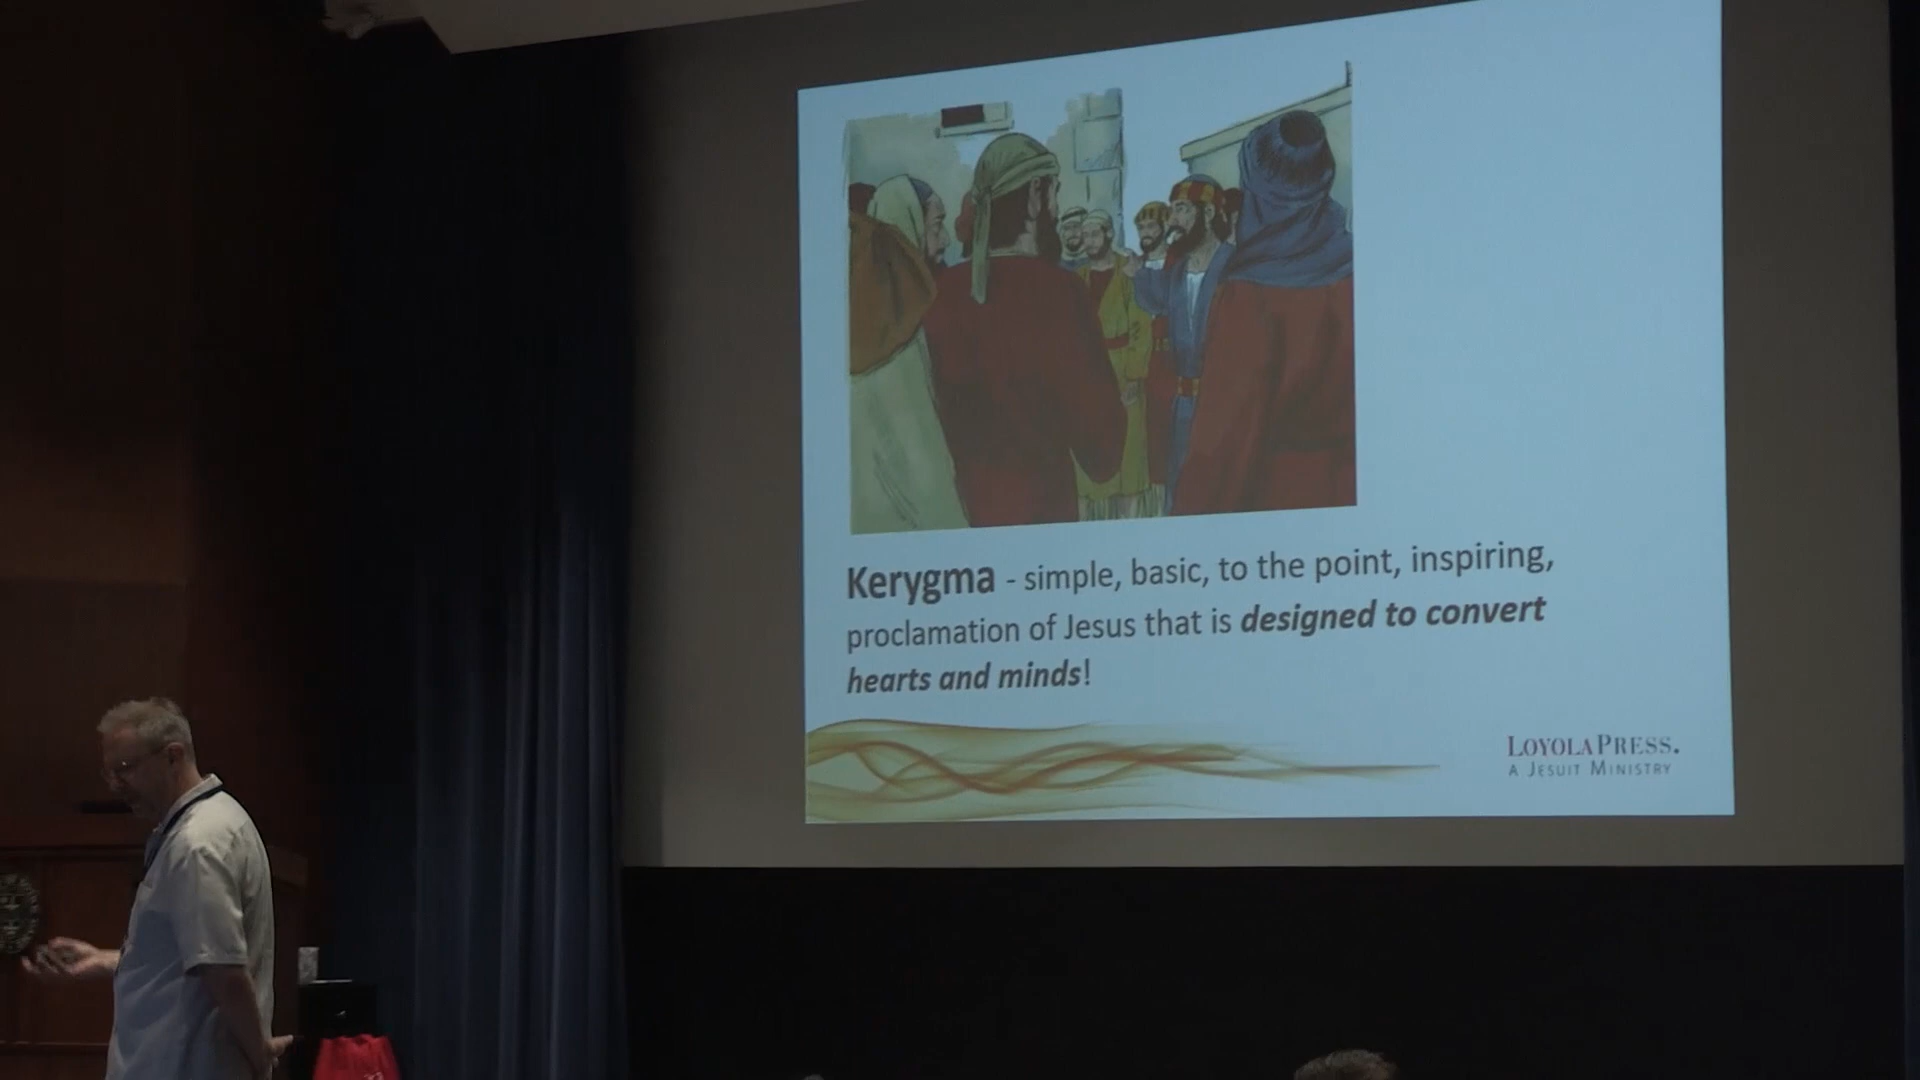 Kerygma - simple, basic, to the point, inspiring,
proclamation of Jesus that is designed to convert
hearts and minds!
LOYOLA PRESS.
A JESUIT MINISTRY